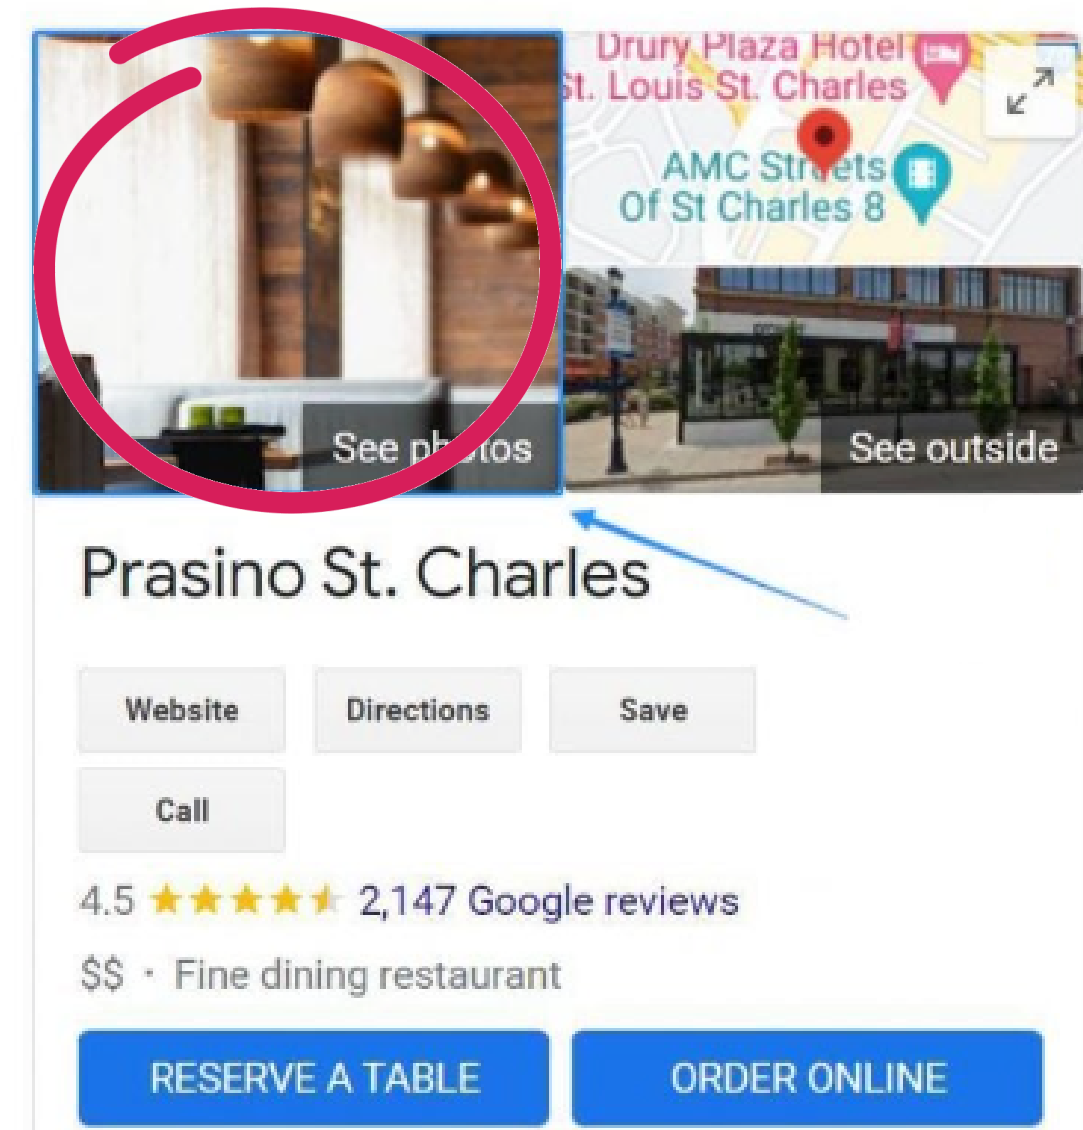 Drury Plaza Hotel
St. Louis St. Charles
AMC Streets
Of St Charles 8
See photos
See outside
Prasino St. Charles
Website
Directions
Save
Call
4.5 2,147 Google reviews
$$ · Fine dining restaurant
RESERVE A TABLE
ORDER ONLINE